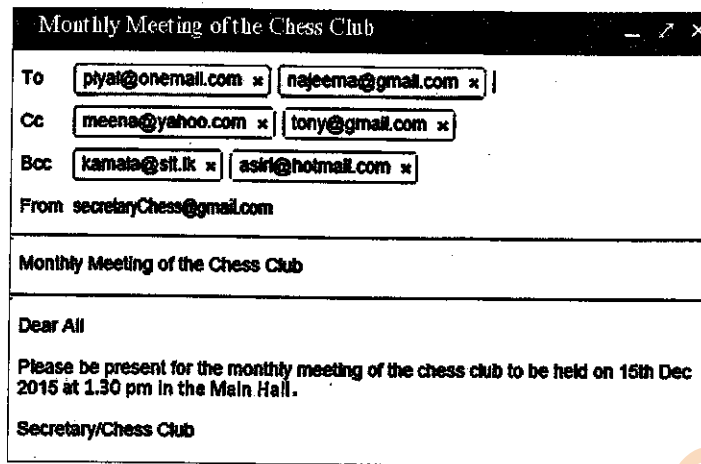 Monthly Meeting of the Chess Club
To piyal@onemail.com × najeema@gmail.com ×
Cc meena@yahoo.com × tony@gmail.com ×
Bcc kamala@slt.lk × asiri@hotmail.com ×
From secretaryChess@gmail.com
Monthly Meeting of the Chess Club
Dear All
Please be present for the monthly meeting of the chess club to be held on 15th Dec
2015 at 1.30 pm in the Main Hall.
Secretary/Chess Club